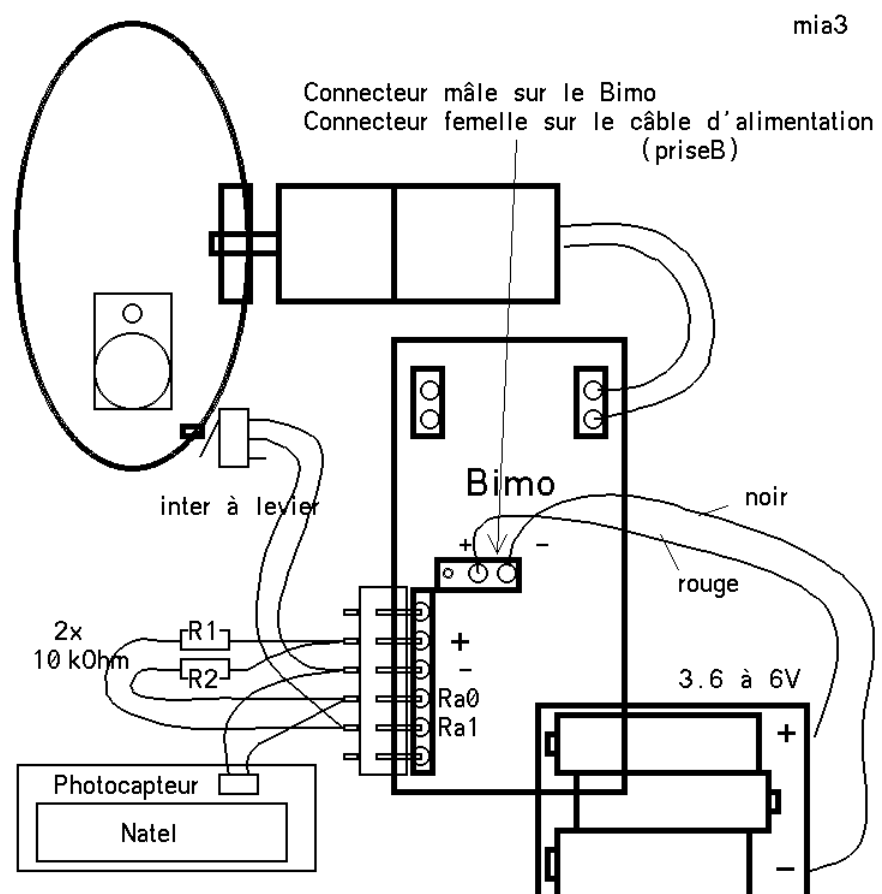 mia3
Connecteur mâle sur le Bimo
Connecteur femelle sur le câble d'alimentation
(priseB)
Bimo
inter à levier
noir
+ -
rouge
2x
10 kOhm
R1
R2
+
-
Ra0
Ra1
3.6 à 6V
+
-
Photocapteur
Natel